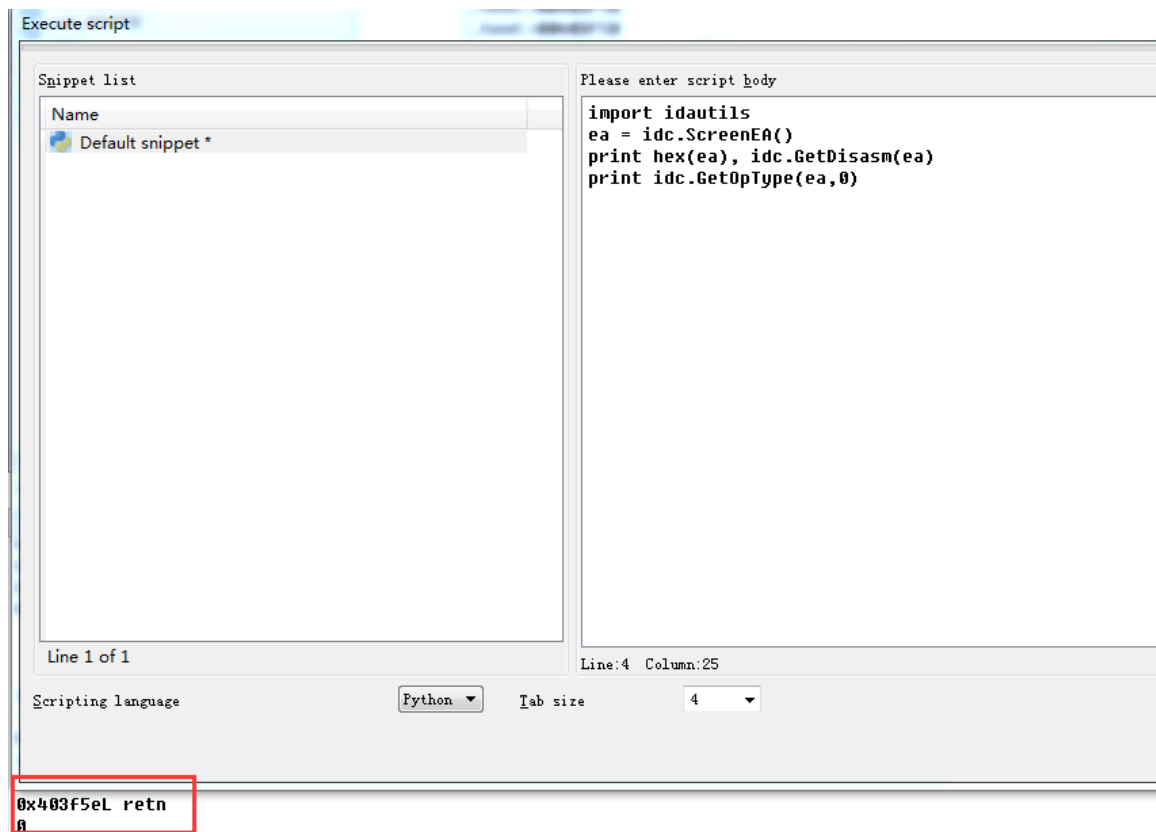 Execute script
Snippet list
Name
Default snippet *
Line 1 of 1
Please enter script body
import idautils
ea = idc.ScreenEA()
print hex(ea), idc.GetDisasm(ea)
print idc.GetOpType(ea,0)
Line:4 Column:25
Scripting language
Python
Tab size
4
0x403f5eL retn
0